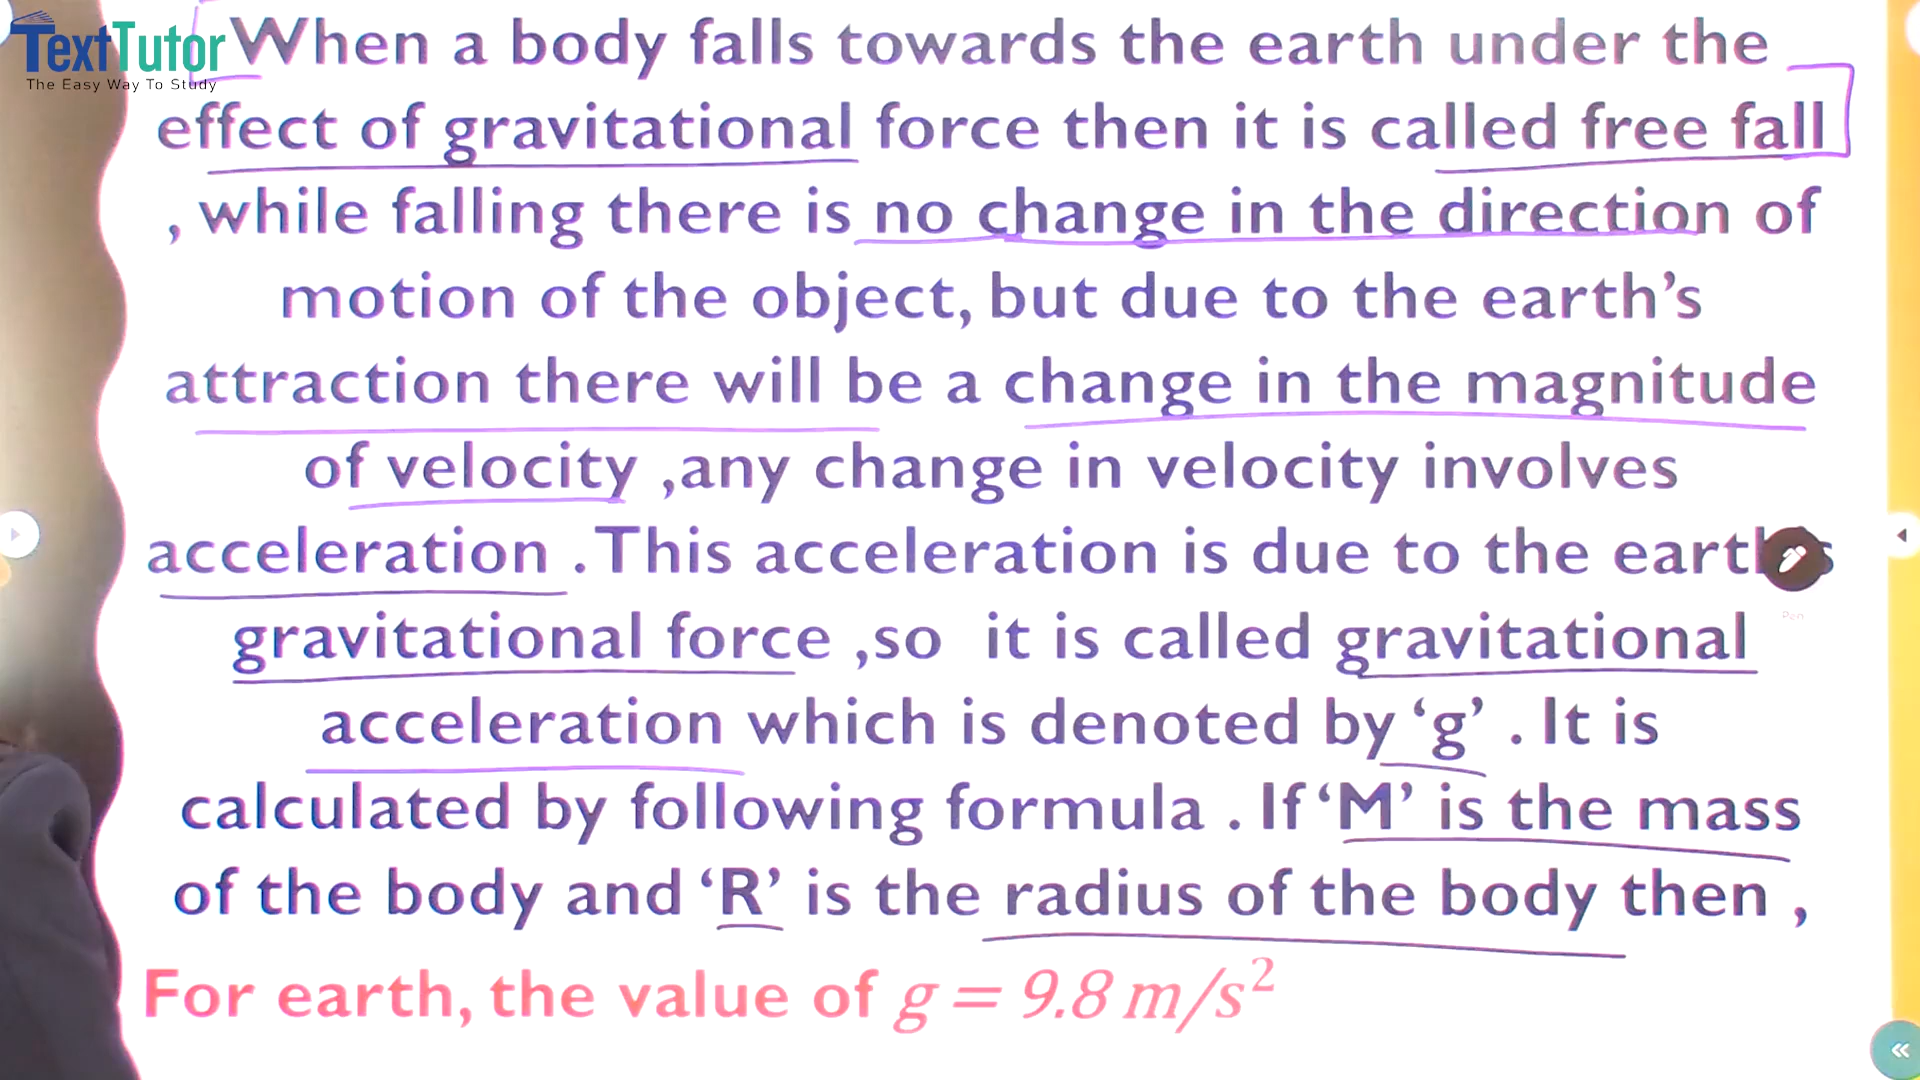 TextTutor
The Easy Way To Study
When a body falls towards the earth under the
effect of gravitational force then it is called free fall
, while falling there is no change in the direction of
motion of the object, but due to the earth's
attraction there will be a change in the magnitude
of velocity ,any change in velocity involves
acceleration . This acceleration is due to the
gravitational force ,so it is called gravitational
acceleration which is denoted by ‘g’ . It is
calculated by following formula . If ‘M’ is the mass
of the body and ‘R’ is the radius of the body then ,
Pen
For earth, the value of g = 9.8 m/s²